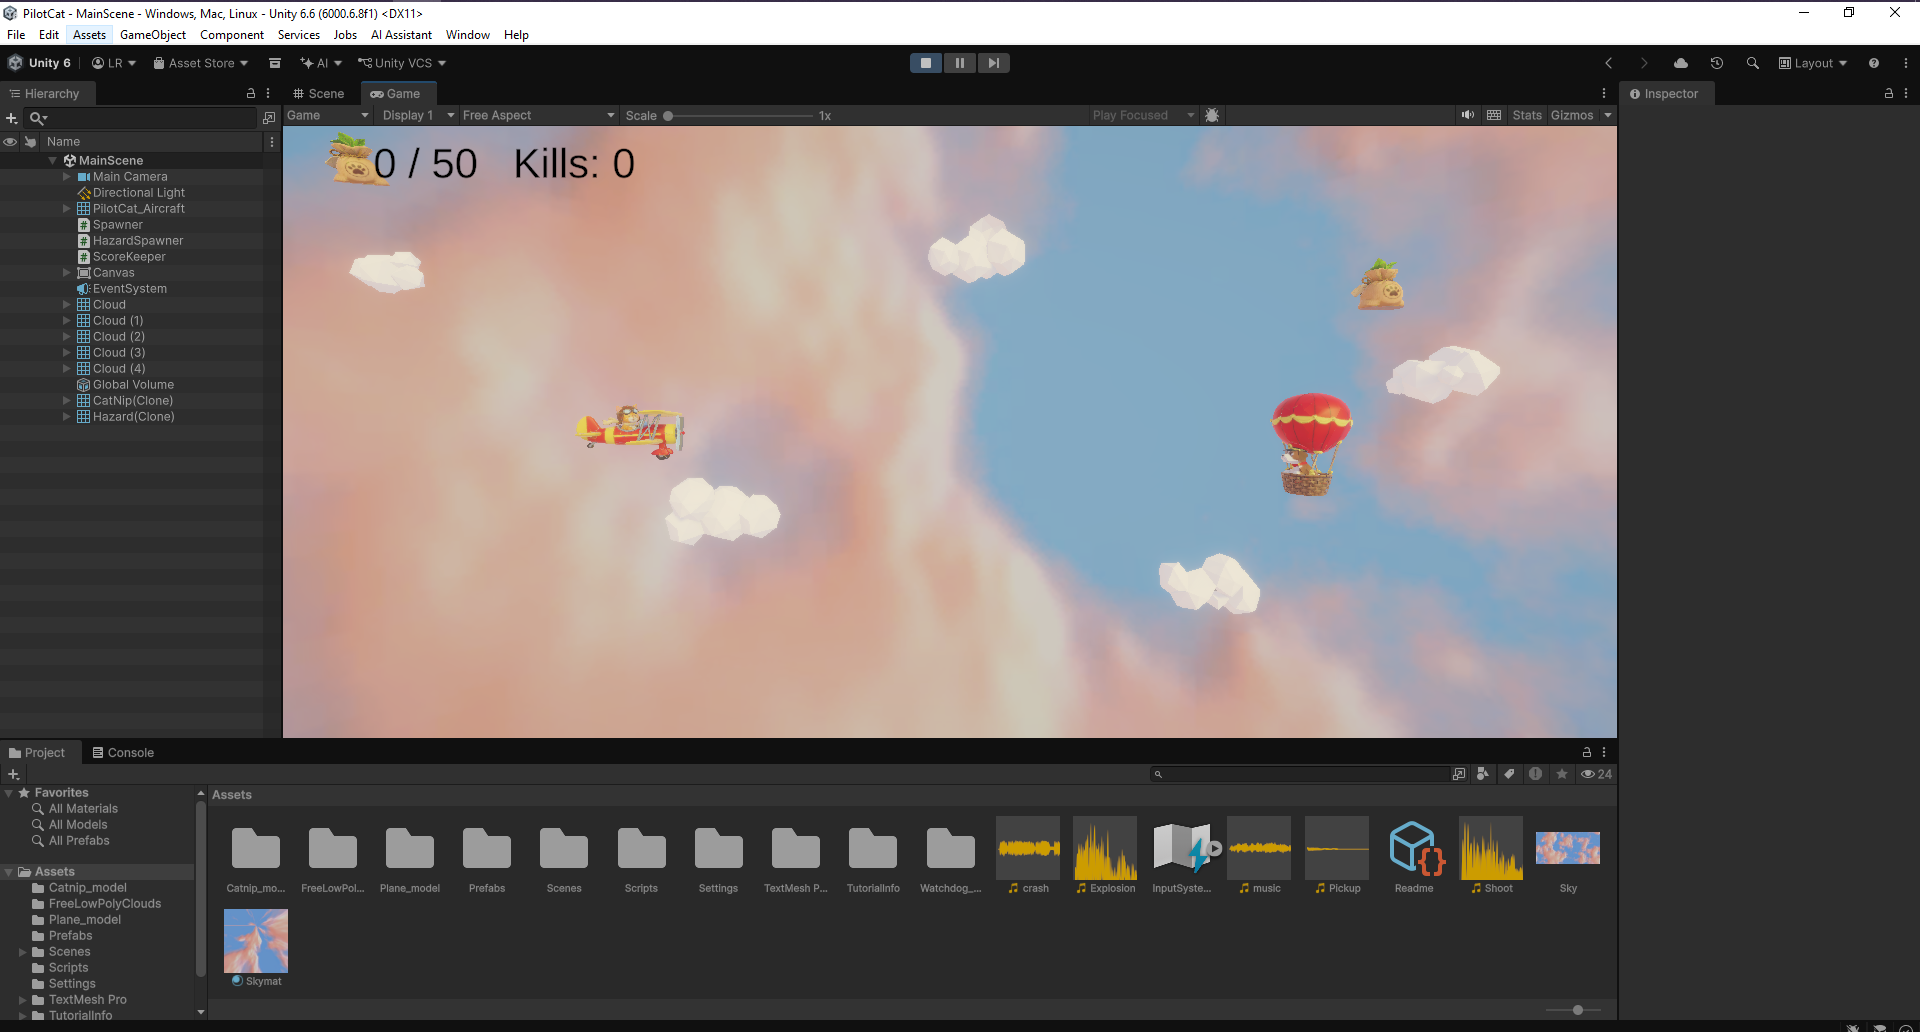 PilotCat - MainScene - Windows, Mac, Linux - Unity 6.6 (6000.6.8f1) <DX11>
File Edit Assets GameObject Component Services Jobs AI Assistant Window Help
Unity 6 LR Asset Store AI Unity VCS Layout
Hierarchy Scene Game Inspector
Game Display 1 Free Aspect Scale 1x Play Focused Stats Gizmos
Name
MainScene
Main Camera
Directional Light
PilotCat_Aircraft
Spawner
HazardSpawner
ScoreKeeper
Canvas
EventSystem
Cloud
Cloud (1)
Cloud (2)
Cloud (3)
Cloud (4)
Global Volume
CatNip(Clone)
Hazard(Clone)
0 / 50 Kills: 0
Project Console
24
Favorites
All Materials
All Models
All Prefabs
Assets
Catnip_model
FreeLowPolyClouds
Plane_model
Prefabs
Scenes
Scripts
Settings
TextMesh Pro
TutorialInfo
Assets
Catnip_mo... FreeLowPol... Plane_model Prefabs Scenes Scripts Settings TextMesh P... TutorialInfo Watchdog_... crash Explosion InputSyste... music Pickup Readme Shoot Sky
Skymat